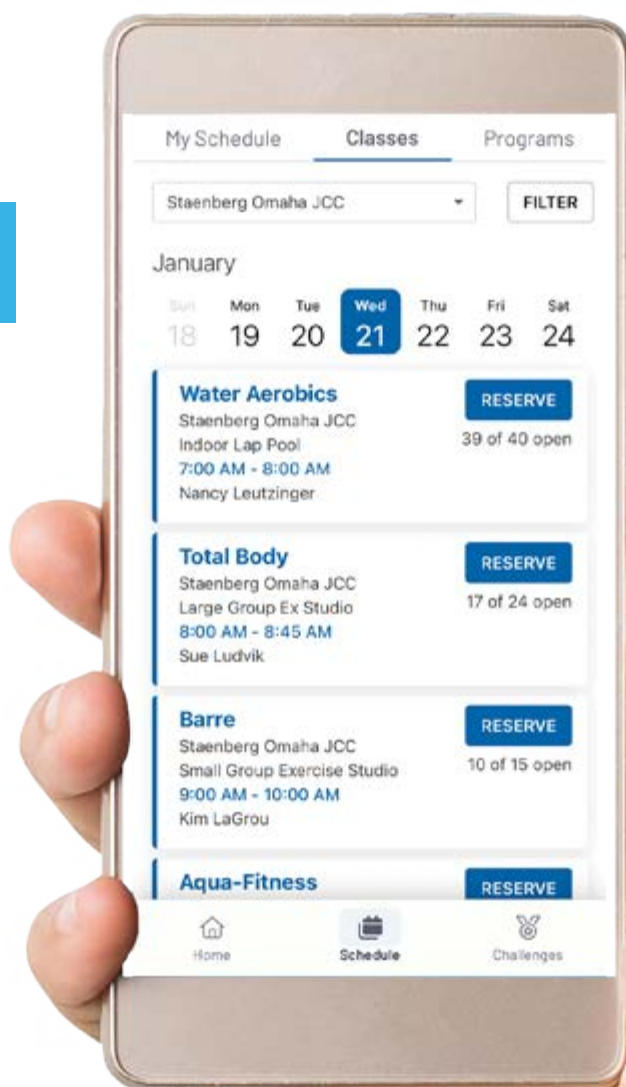 My Schedule Classes Programs
Staenberg Omaha JCC FILTER
January
Sun Mon Tue Wed Thu Fri Sat
18 19 20 21 22 23 24
Water Aerobics RESERVE
Staenberg Omaha JCC
Indoor Lap Pool 39 of 40 open
7:00 AM - 8:00 AM
Nancy Leutzinger
Total Body RESERVE
Staenberg Omaha JCC
Large Group Ex Studio 17 of 24 open
8:00 AM - 8:45 AM
Sue Ludvik
Barre RESERVE
Staenberg Omaha JCC
Small Group Exercise Studio 10 of 15 open
9:00 AM - 10:00 AM
Kim LaGrou
Aqua-Fitness RESERVE
Home Schedule Challenges